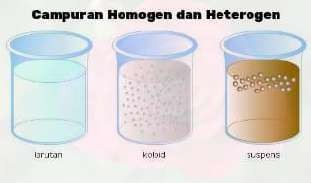 Campuran Homogen dan Heterogen
larutan
koloid
suspens